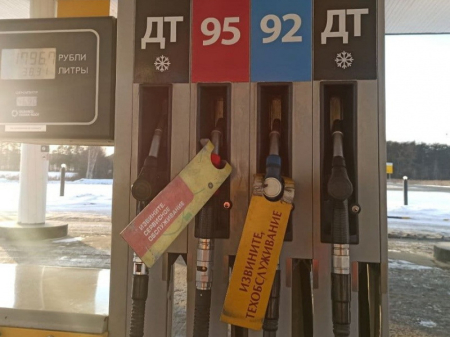 ДТ
95
92
ДТ
РУБЛИ
ЛИТРЫ
ИЗВИНИТЕ,
СЕРВИСНОЕ
ОБСЛУЖИВАНИЕ
ИЗВИНИТЕ,
ТЕХОБСЛУЖИВАНИЕ